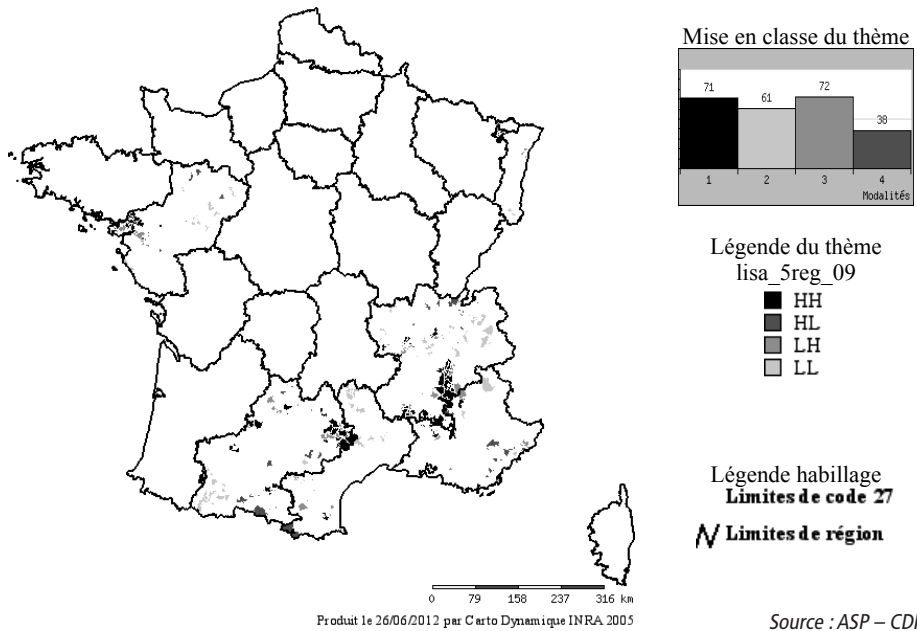 Mise en classe du thème
71
61
72
38
1
2
3
4
Modalités
Légende du thème
lisa_5reg_09
HH
HL
LH
LL
Légende habillage
Limites de code 27
Limites de région
0 79 158 237 316 km
Produit le 26/06/2012 par Carto Dynamique INRA 2005
Source : ASP – CDI